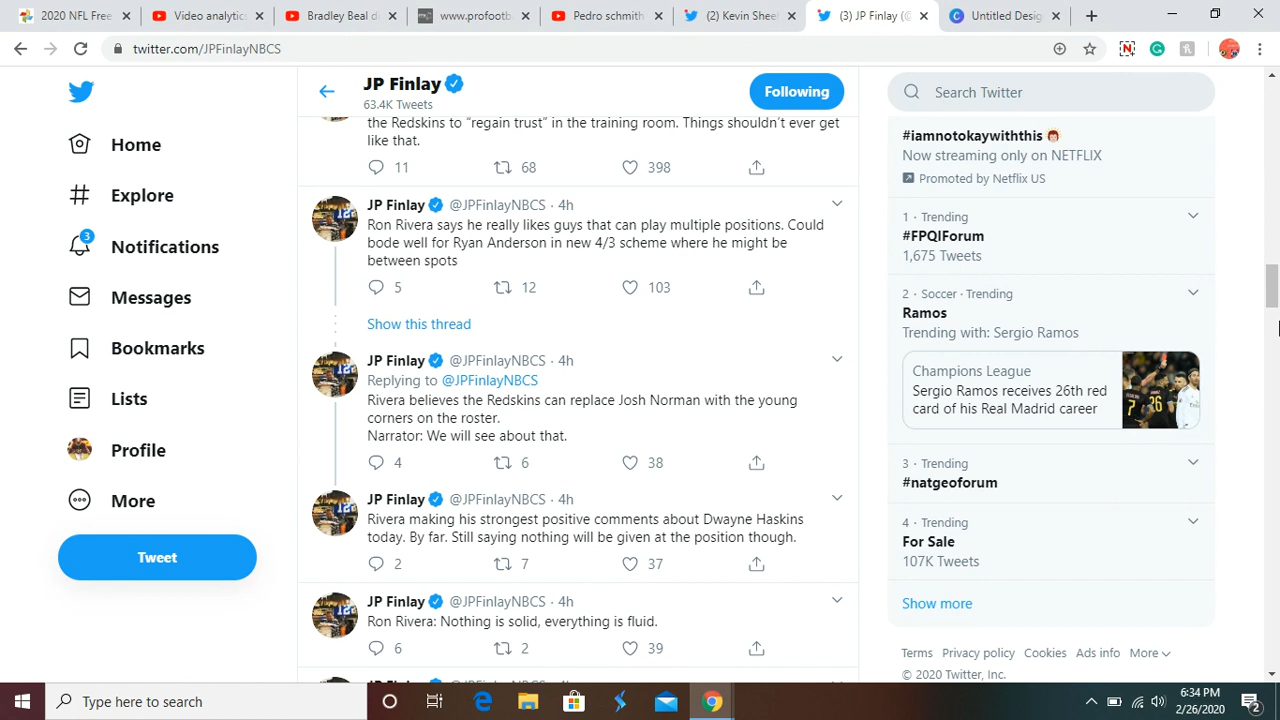 2020 NFL Free
Video analytics
Bradley Beal di
www.profootb
Pedro schmith
(2) Kevin Sheet
(3) JP Finlay (@
Untitled Desig
twitter.com/JPFinlayNBCS
Home
Explore
3
Notifications
Messages
Bookmarks
Lists
Profile
More
Tweet
JP Finlay
63.4K Tweets
Following
the Redskins to “regain trust” in the training room. Things shouldn’t ever get
like that.
11 68 398
JP Finlay @JPFinlayNBCS · 4h
Ron Rivera says he really likes guys that can play multiple positions. Could
bode well for Ryan Anderson in new 4/3 scheme where he might be
between spots
5 12 103
Show this thread
JP Finlay @JPFinlayNBCS · 4h
Replying to @JPFinlayNBCS
Rivera believes the Redskins can replace Josh Norman with the young
corners on the roster.
Narrator: We will see about that.
4 6 38
JP Finlay @JPFinlayNBCS · 4h
Rivera making his strongest positive comments about Dwayne Haskins
today. By far. Still saying nothing will be given at the position though.
2 7 37
JP Finlay @JPFinlayNBCS · 4h
Ron Rivera: Nothing is solid, everything is fluid.
6 2 39
Search Twitter
#iamnotokaywiththis
Now streaming only on NETFLIX
Promoted by Netflix US
1 · Trending
#FPQIForum
1,675 Tweets
2 · Soccer · Trending
Ramos
Trending with: Sergio Ramos
Champions League
Sergio Ramos receives 26th red
card of his Real Madrid career
3 · Trending
#natgeoforum
4 · Trending
For Sale
107K Tweets
Show more
Terms Privacy policy Cookies Ads info More
© 2020 Twitter, Inc.
Type here to search
6:34 PM
2/26/2020
2